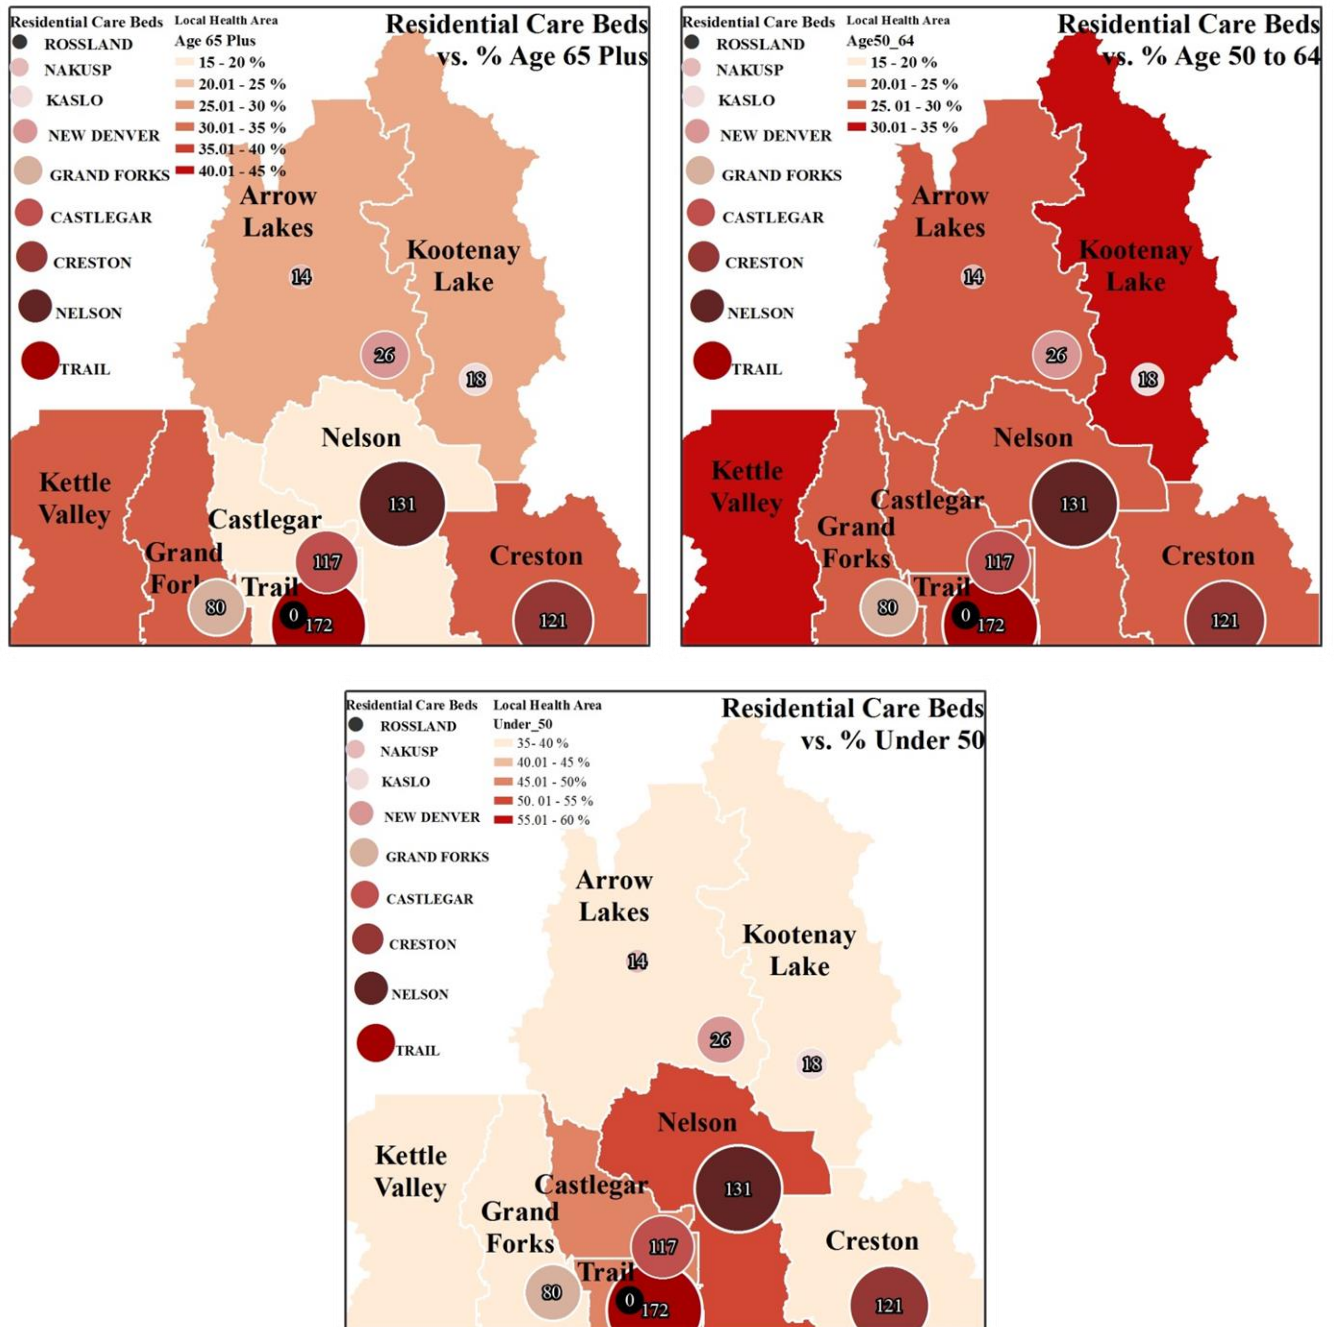 Residential Care Beds
ROSSLAND
NAKUSP
KASLO
NEW DENVER
GRAND FORKS
CASTLEGAR
CRESTON
NELSON
TRAIL
Local Health Area
Age 65 Plus
15 - 20 %
20.01 - 25 %
25.01 - 30 %
30.01 - 35 %
35.01 - 40 %
40.01 - 45 %
Residential Care Beds
vs. % Age 65 Plus
Arrow
Lakes
14
Kootenay
Lake
26
18
Nelson
Kettle
Valley
131
Castlegar
Grand
For
117
Creston
Trail
80
0
172
121
Residential Care Beds
ROSSLAND
NAKUSP
KASLO
NEW DENVER
GRAND FORKS
CASTLEGAR
CRESTON
NELSON
TRAIL
Local Health Area
Age50_64
15 - 20 %
20.01 - 25 %
25. 01 - 30 %
30.01 - 35 %
Residential Care Beds
vs. % Age 50 to 64
Arrow
Lakes
14
Kootenay
Lake
26
18
Nelson
Kettle
Valley
131
Castlegar
Grand
Forks
117
Creston
Trail
80
0
172
121
Residential Care Beds
ROSSLAND
NAKUSP
KASLO
NEW DENVER
GRAND FORKS
CASTLEGAR
CRESTON
NELSON
TRAIL
Local Health Area
Under_50
35- 40 %
40.01 - 45 %
45.01 - 50%
50. 01 - 55 %
55.01 - 60 %
Residential Care Beds
vs. % Under 50
Arrow
Lakes
14
Kootenay
Lake
26
18
Nelson
Kettle
Valley
131
Castlegar
Grand
Forks
117
Creston
Trail
80
0
172
121